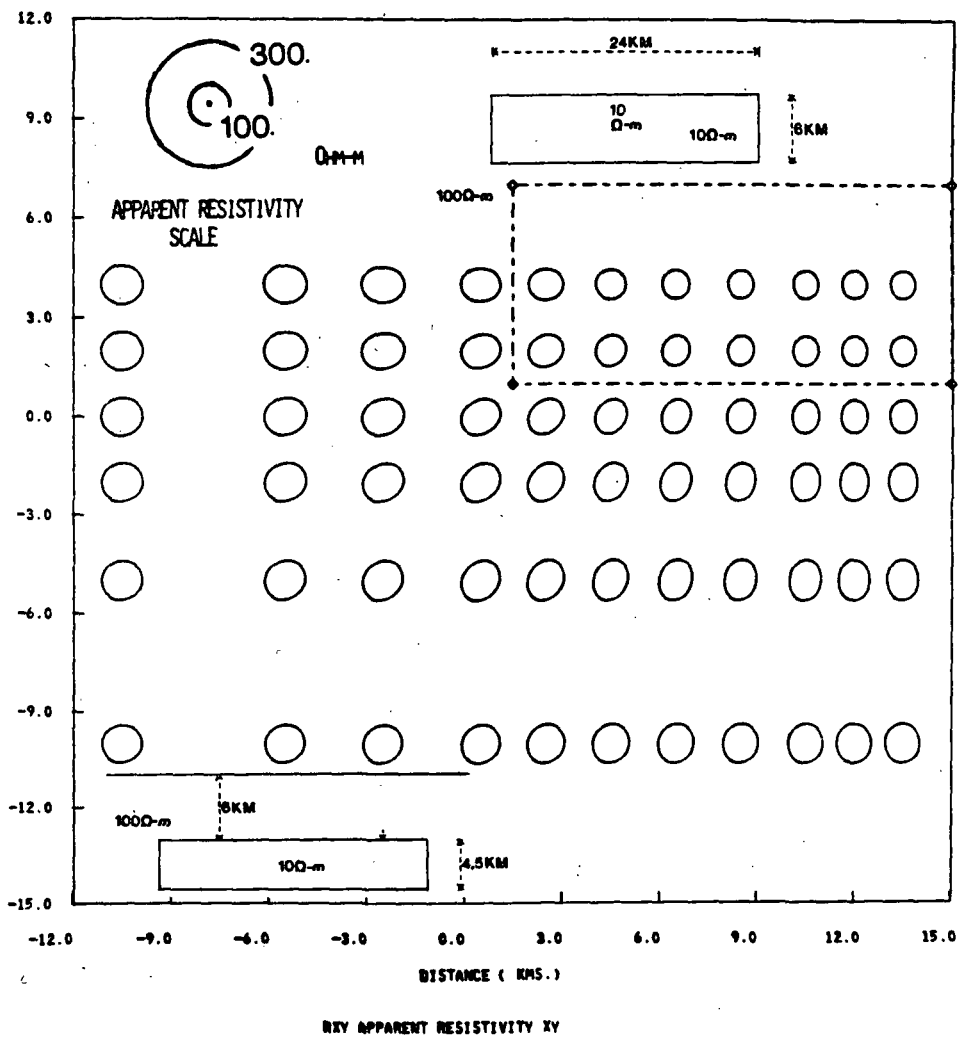 12.0
9.0
6.0
3.0
0.0
-3.0
-6.0
-9.0
-12.0
-15.0
300.
100.
OHM-M
APPARENT RESISTIVITY
SCALE
24KM
10
Ω-m
10Ω-m
6KM
100Ω-m
6KM
100Ω-m
10Ω-m
4.5KM
-12.0 -9.0 -6.0 -3.0 0.0 3.0 6.0 9.0 12.0 15.0
DISTANCE ( KMS.)
RXY APPARENT RESISTIVITY XY